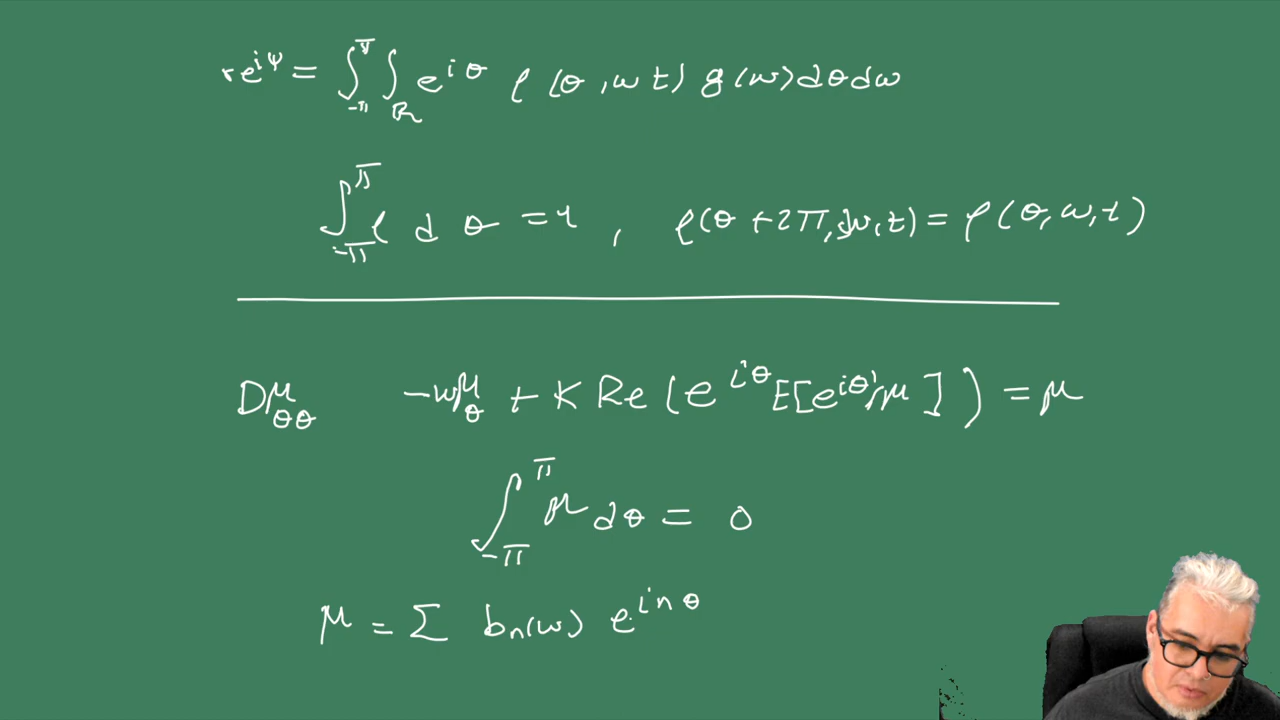 re^{iψ} = ∫_{-π}^{π} ∫_ℝ e^{iθ} ρ(θ, ω t) g(ω) dθ dω
∫_{-π}^{π} ρ dθ = 1 , ρ(θ + 2π, ω, t) = ρ(θ, ω, t)
Dμ_{θθ} -ωμ_θ + K Re(e^{iθ} E[e^{iθ'}, μ]) = μ
∫_{-π}^{π} μ dθ = 0
μ = Σ b_n(ω) e^{inθ}